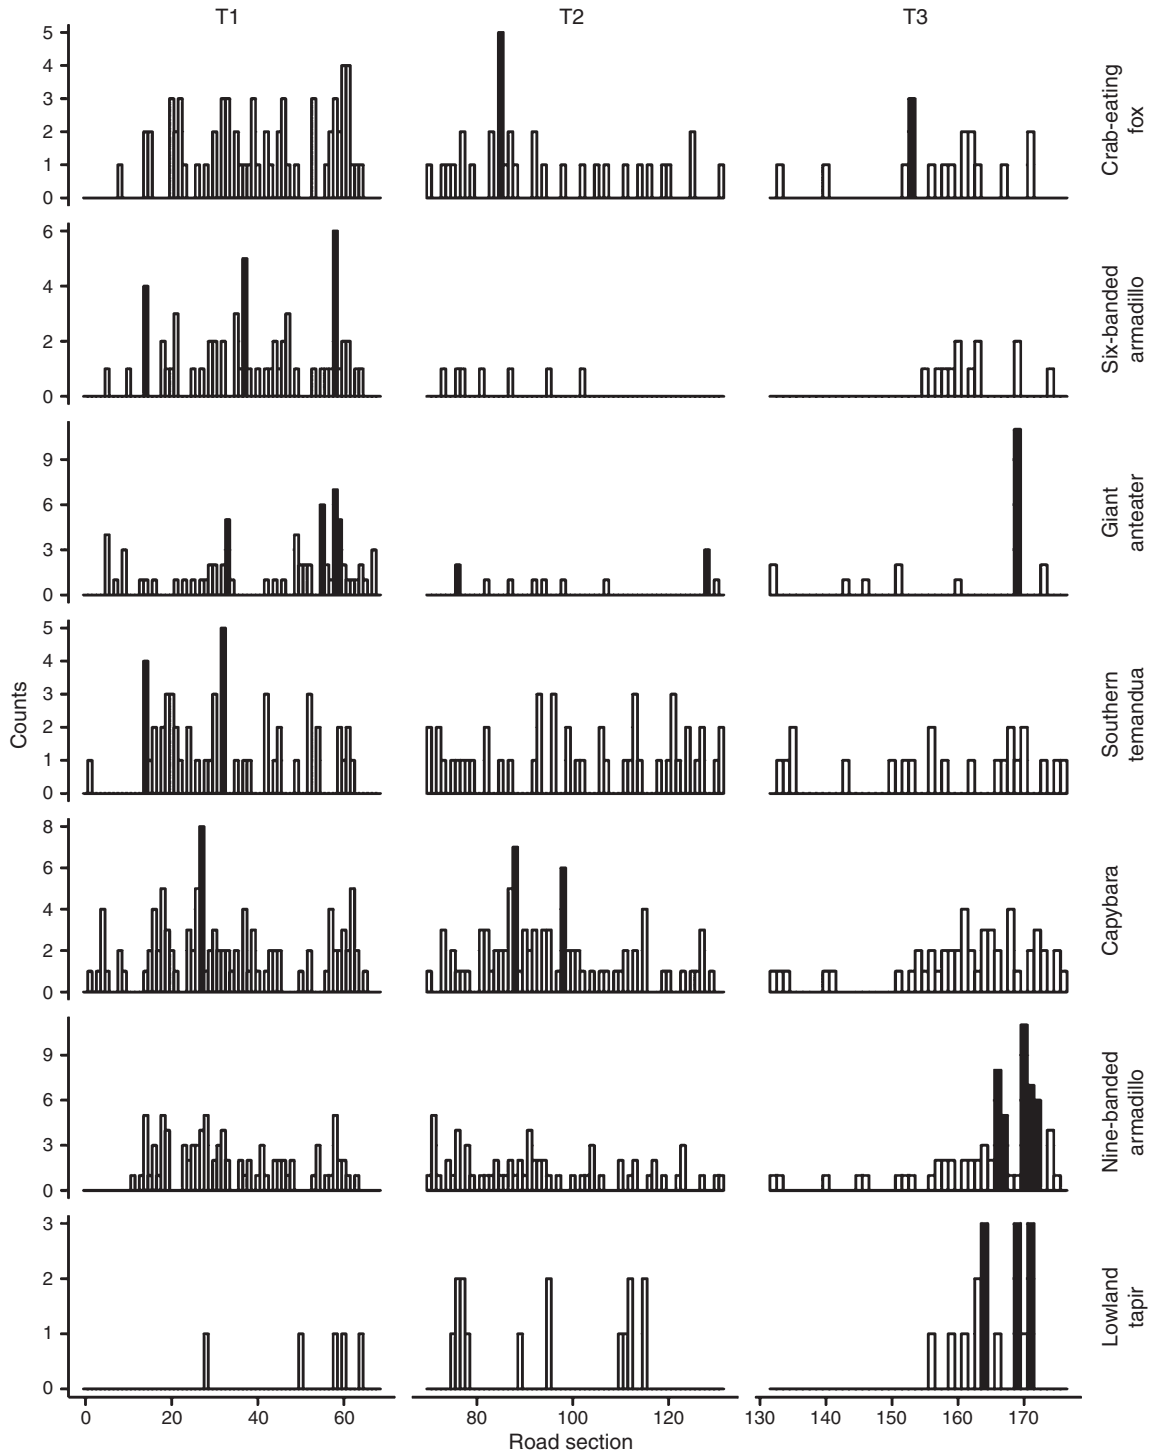 T1 T2 T3
5
4
3
2
1
0
Crab-eating
fox
6
4
2
0
Six-banded
armadillo
9
6
3
0
Giant
anteater
5
4
3
2
1
0
Southern
temandua
Counts
8
6
4
2
0
Capybara
9
6
3
0
Nine-banded
armadillo
3
2
1
0
Lowland
tapir
0 20 40 60 80 100 120 130 140 150 160 170
Road section